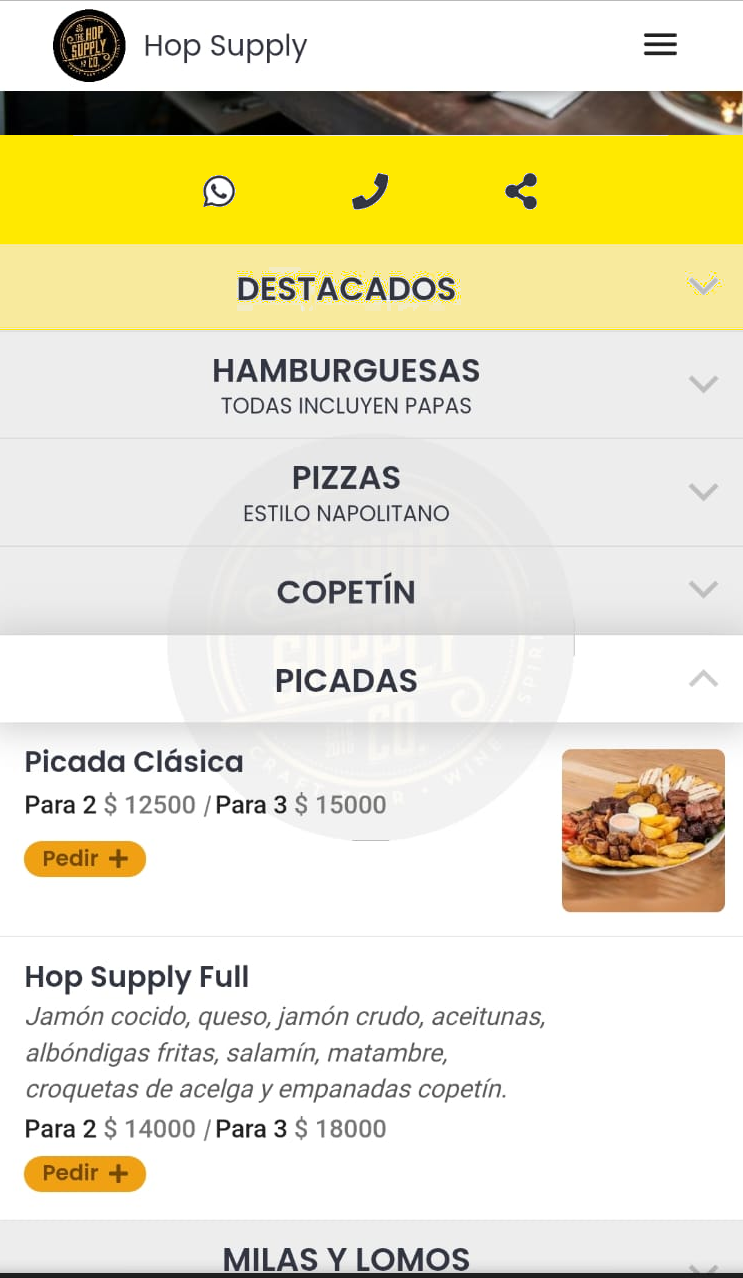 THE HOP
SUPPLY
CO.
Hop Supply
DESTACADOS
HAMBURGUESAS
TODAS INCLUYEN PAPAS
PIZZAS
ESTILO NAPOLITANO
COPETÍN
PICADAS
Picada Clásica
Para 2 $ 12500 / Para 3 $ 15000
Pedir +
Hop Supply Full
Jamón cocido, queso, jamón crudo, aceitunas,
albóndigas fritas, salamín, matambre,
croquetas de acelga y empanadas copetín.
Para 2 $ 14000 / Para 3 $ 18000
Pedir +
MILAS Y LOMOS